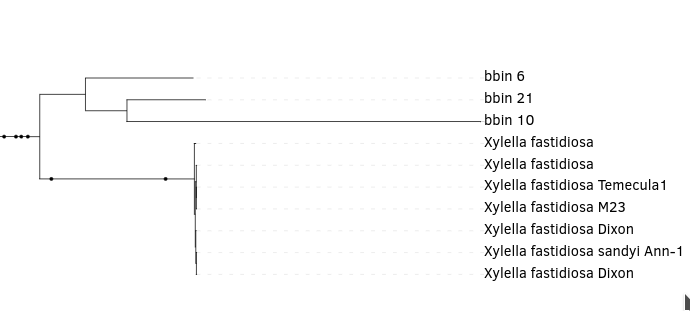 bbin 6
bbin 21
bbin 10
Xylella fastidiosa
Xylella fastidiosa
Xylella fastidiosa Temecula1
Xylella fastidiosa M23
Xylella fastidiosa Dixon
Xylella fastidiosa sandyi Ann-1
Xylella fastidiosa Dixon